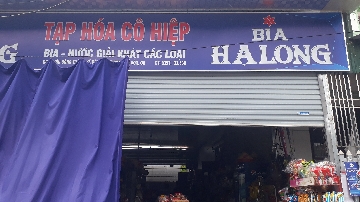 TẠP HÓA CÔ HIỆP
BIA - NƯỚC GIẢI KHÁT CÁC LOẠI
BIA
HALONG